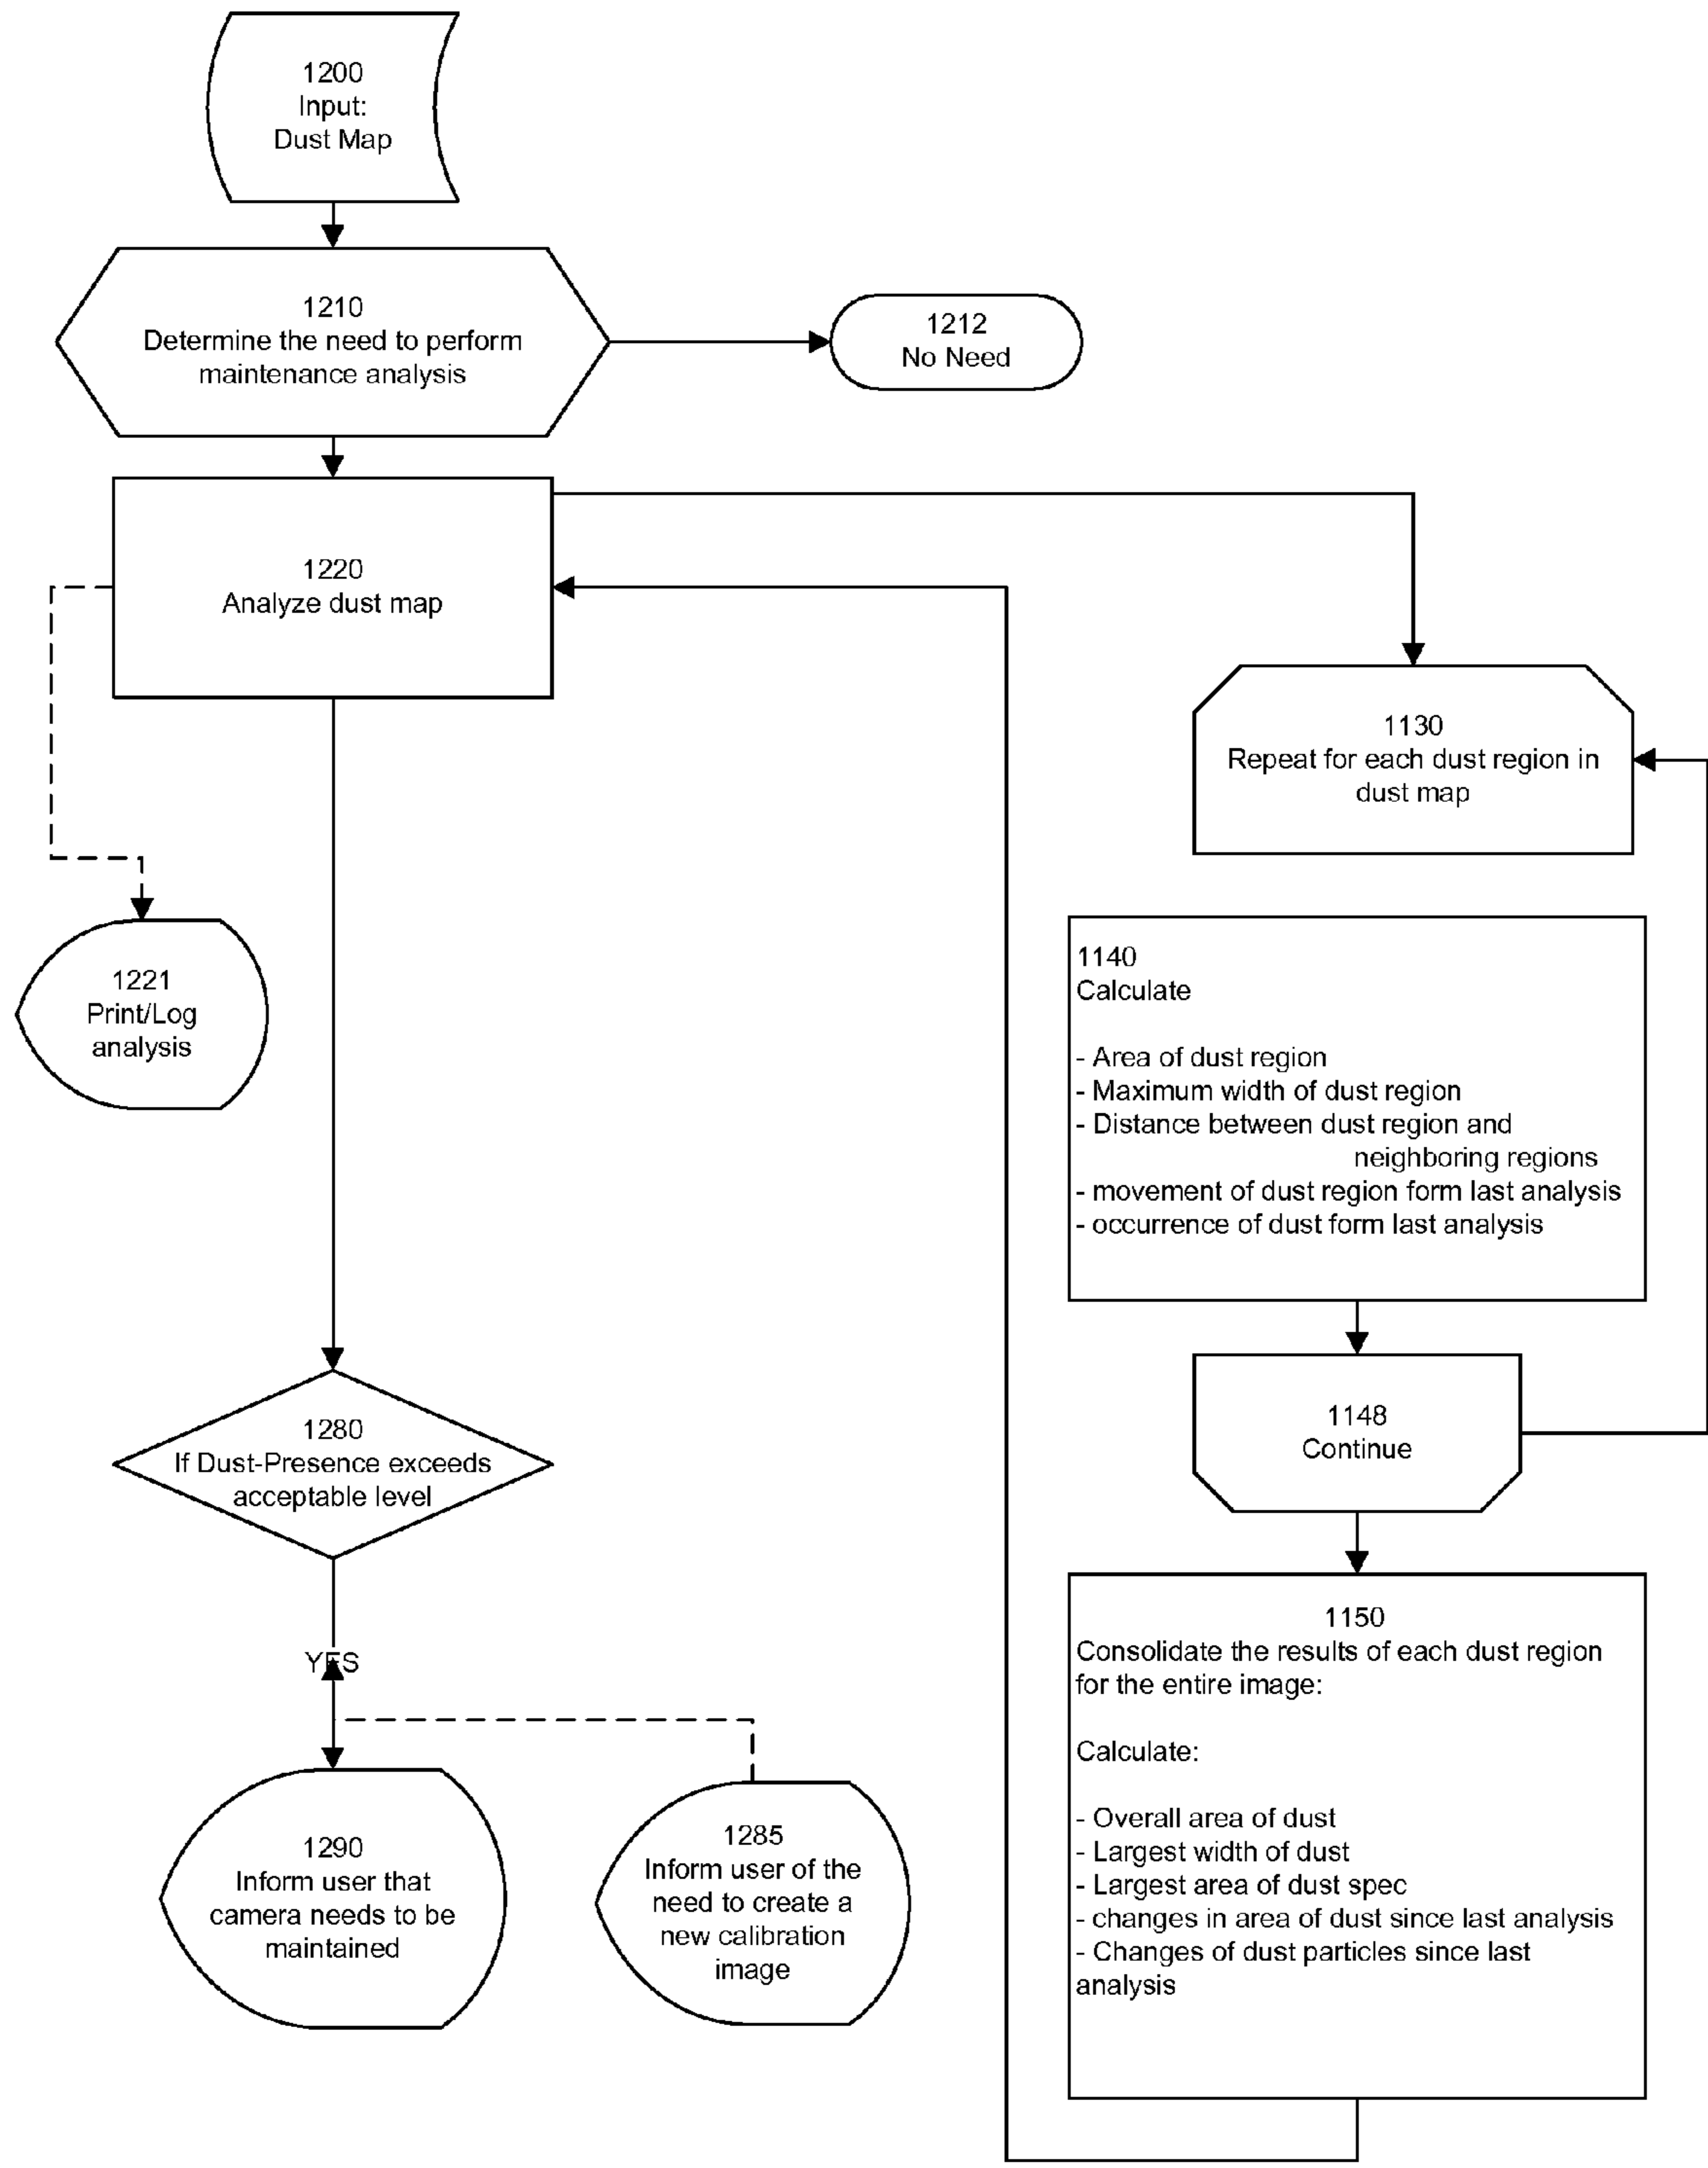 1200
Input:
Dust Map
1210
Determine the need to perform
maintenance analysis
1212
No Need
1220
Analyze dust map
1130
Repeat for each dust region in
dust map
1221
Print/Log
analysis
1140
Calculate
- Area of dust region
- Maximum width of dust region
- Distance between dust region and
neighboring regions
- movement of dust region form last analysis
- occurrence of dust form last analysis
1148
Continue
1280
If Dust-Presence exceeds
acceptable level
YES
1290
Inform user that
camera needs to be
maintained
1285
Inform user of the
need to create a
new calibration
image
1150
Consolidate the results of each dust region
for the entire image:
Calculate:
- Overall area of dust
- Largest width of dust
- Largest area of dust spec
- changes in area of dust since last analysis
- Changes of dust particles since last
analysis